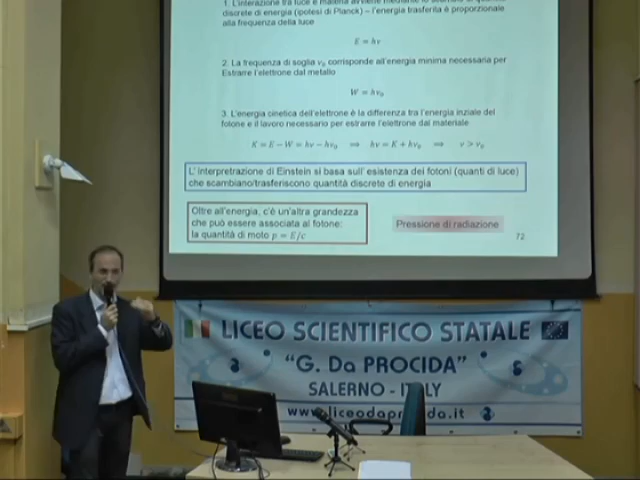 1. L'interazione tra luce e materia avviene mediante lo scambio di quantità
discrete di energia (ipotesi di Planck) – l'energia trasferita è proporzionale
alla frequenza della luce
E = hν
2. La frequenza di soglia ν₀ corrisponde all'energia minima necessaria per
Estrarre l'elettrone dal metallo
W = hν₀
3. L'energia cinetica dell'elettrone è la differenza tra l'energia inziale del
fotone e il lavoro necessario per estrarre l'elettrone dal materiale
K = E − W = hν − hν₀ ⟹ hν = K + hν₀ ⟹ ν > ν₀
L' interpretazione di Einstein si basa sull' esistenza dei fotoni (quanti di luce)
che scambiano/trasferiscono quantità discrete di energia
Oltre all'energia, c'è un'altra grandezza
che può essere associata al fotone:
la quantità di moto p = E/c
Pressione di radiazione
72
LICEO SCIENTIFICO STATALE
"G. Da PROCIDA"
SALERNO - ITALY
www.liceodaprocida.it